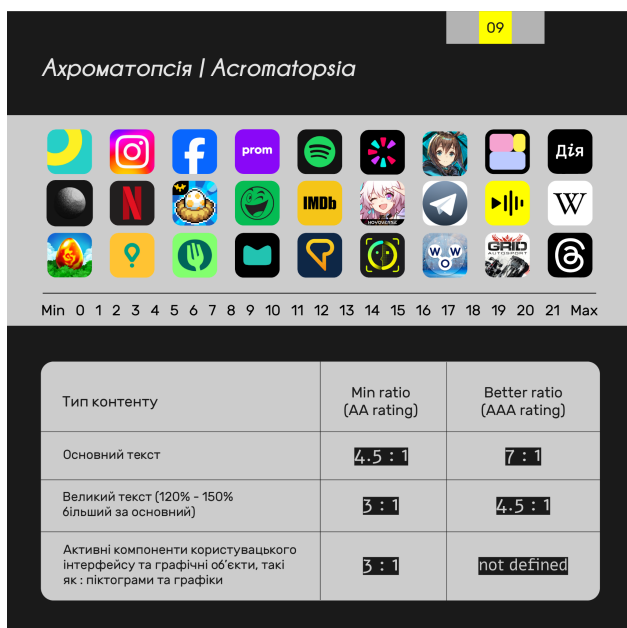 09
Ахроматопсія | Acromatopsia
prom
Дія
N
IMDb
HOYOVERSE
W
W W
O
GRID
AUTOSPORT
Min 0 1 2 3 4 5 6 7 8 9 10 11 12 13 14 15 16 17 18 19 20 21 Max
Тип контенту
Min ratio
(AA rating)
Better ratio
(AAA rating)
Основний текст
4.5 : 1
7 : 1
Великий текст (120% - 150%
більший за основний)
3 : 1
4.5 : 1
Активні компоненти користувацького
інтерфейсу та графічні об’єкти, такі
як : піктограми та графіки
3 : 1
not defined